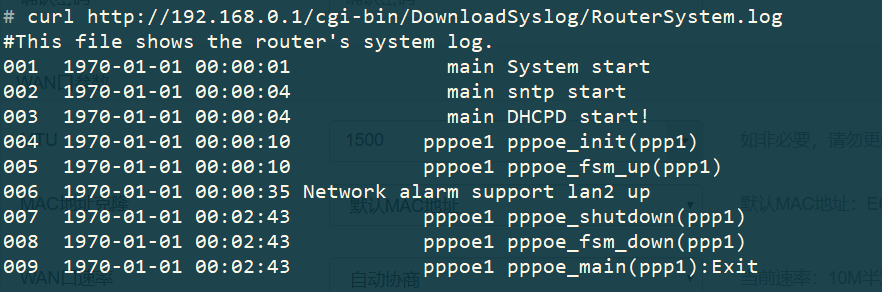 # curl http://192.168.0.1/cgi-bin/DownloadSyslog/RouterSystem.log
#This file shows the router's system log.
001 1970-01-01 00:00:01 main System start
WAN口参数
002 1970-01-01 00:00:04 main sntp start
003 1970-01-01 00:00:04 main DHCPD start!
MTU 1500 如非必要，请勿更
004 1970-01-01 00:00:10 pppoe1 pppoe_init(ppp1)
005 1970-01-01 00:00:10 pppoe1 pppoe_fsm_up(ppp1)
006 1970-01-01 00:00:35 Network alarm support lan2 up
MAC地址克隆 默认MAC地址 默认MAC地址：
007 1970-01-01 00:02:43 pppoe1 pppoe_shutdown(ppp1)
008 1970-01-01 00:02:43 pppoe1 pppoe_fsm_down(ppp1)
009 1970-01-01 00:02:43 pppoe1 pppoe_main(ppp1):Exit
WAN口速率 自动协商 当前速率：10M半